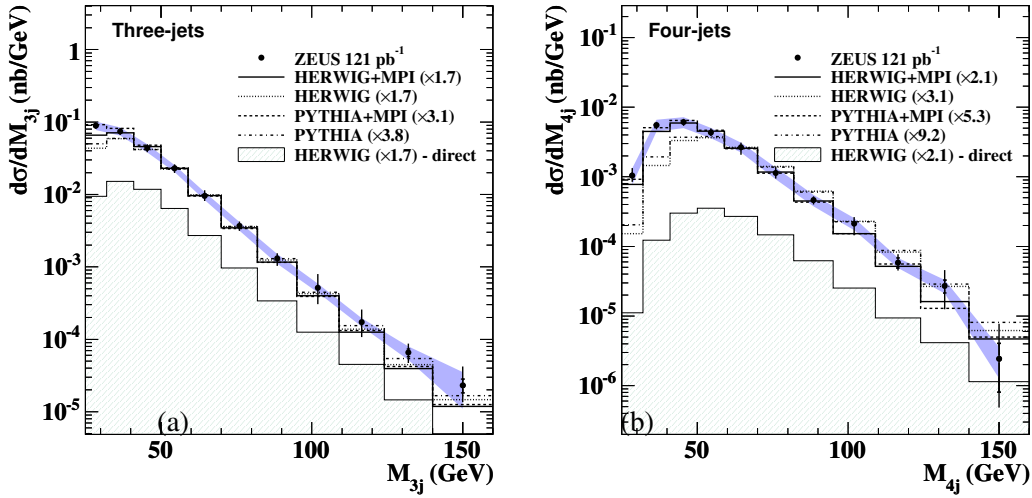 Three-jets
dσ/dM3j (nb/GeV)
1
10^-1
10^-2
10^-3
10^-4
10^-5
ZEUS 121 pb^-1
HERWIG+MPI (×1.7)
HERWIG (×1.7)
PYTHIA+MPI (×3.1)
PYTHIA (×3.8)
HERWIG (×1.7) - direct
(a)
50 100 150
M3j (GeV)
Four-jets
dσ/dM4j (nb/GeV)
10^-1
10^-2
10^-3
10^-4
10^-5
10^-6
ZEUS 121 pb^-1
HERWIG+MPI (×2.1)
HERWIG (×3.1)
PYTHIA+MPI (×5.3)
PYTHIA (×9.2)
HERWIG (×2.1) - direct
(b)
50 100 150
M4j (GeV)